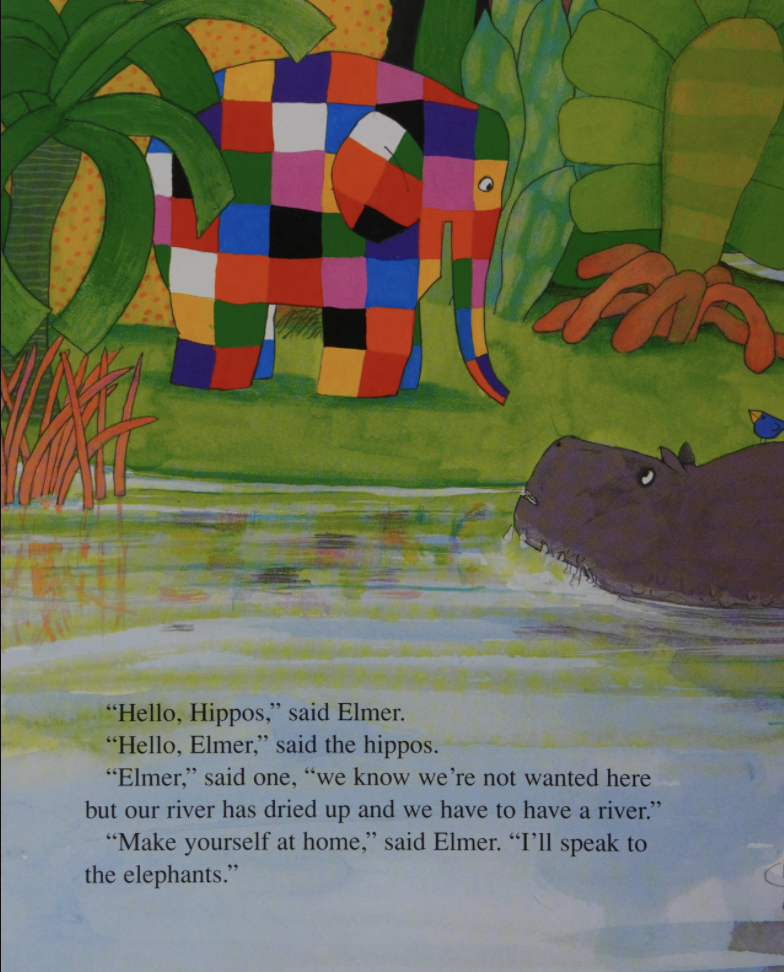 “Hello, Hippos,” said Elmer.
“Hello, Elmer,” said the hippos.
“Elmer,” said one, “we know we’re not wanted here
but our river has dried up and we have to have a river.”
“Make yourself at home,” said Elmer. “I’ll speak to
the elephants.”